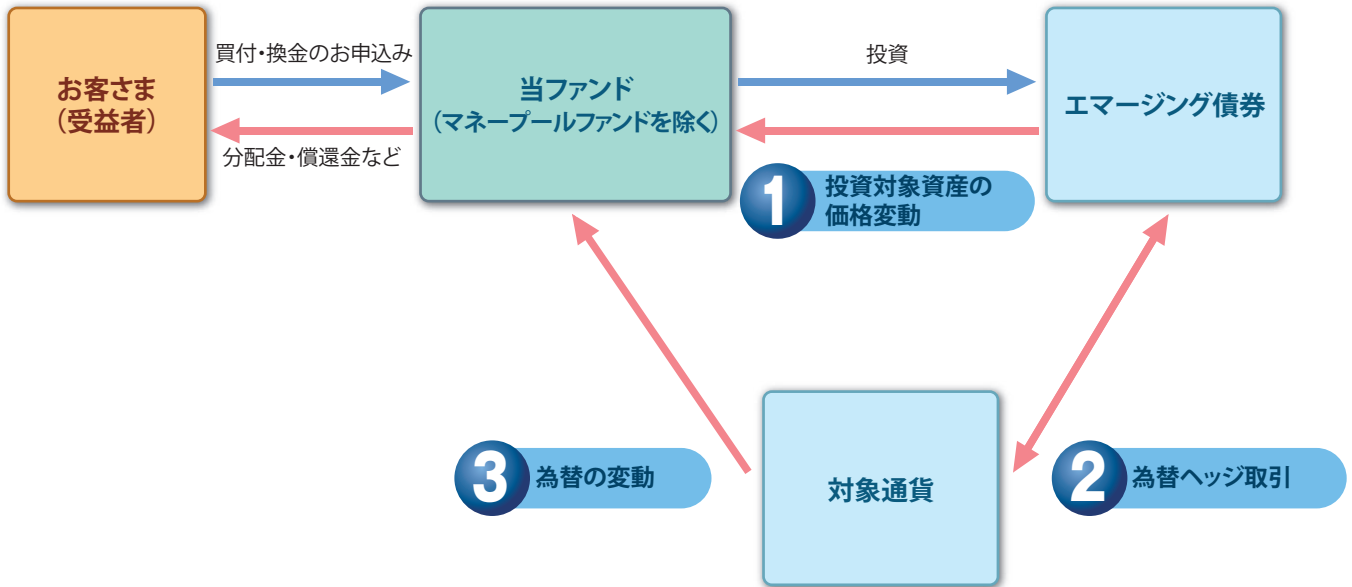 お客さま
(受益者)
買付・換金のお申込み
分配金・償還金など
当ファンド
(マネープールファンドを除く)
投資
エマージング債券
1
投資対象資産の
価格変動
3
為替の変動
対象通貨
2
為替ヘッジ取引